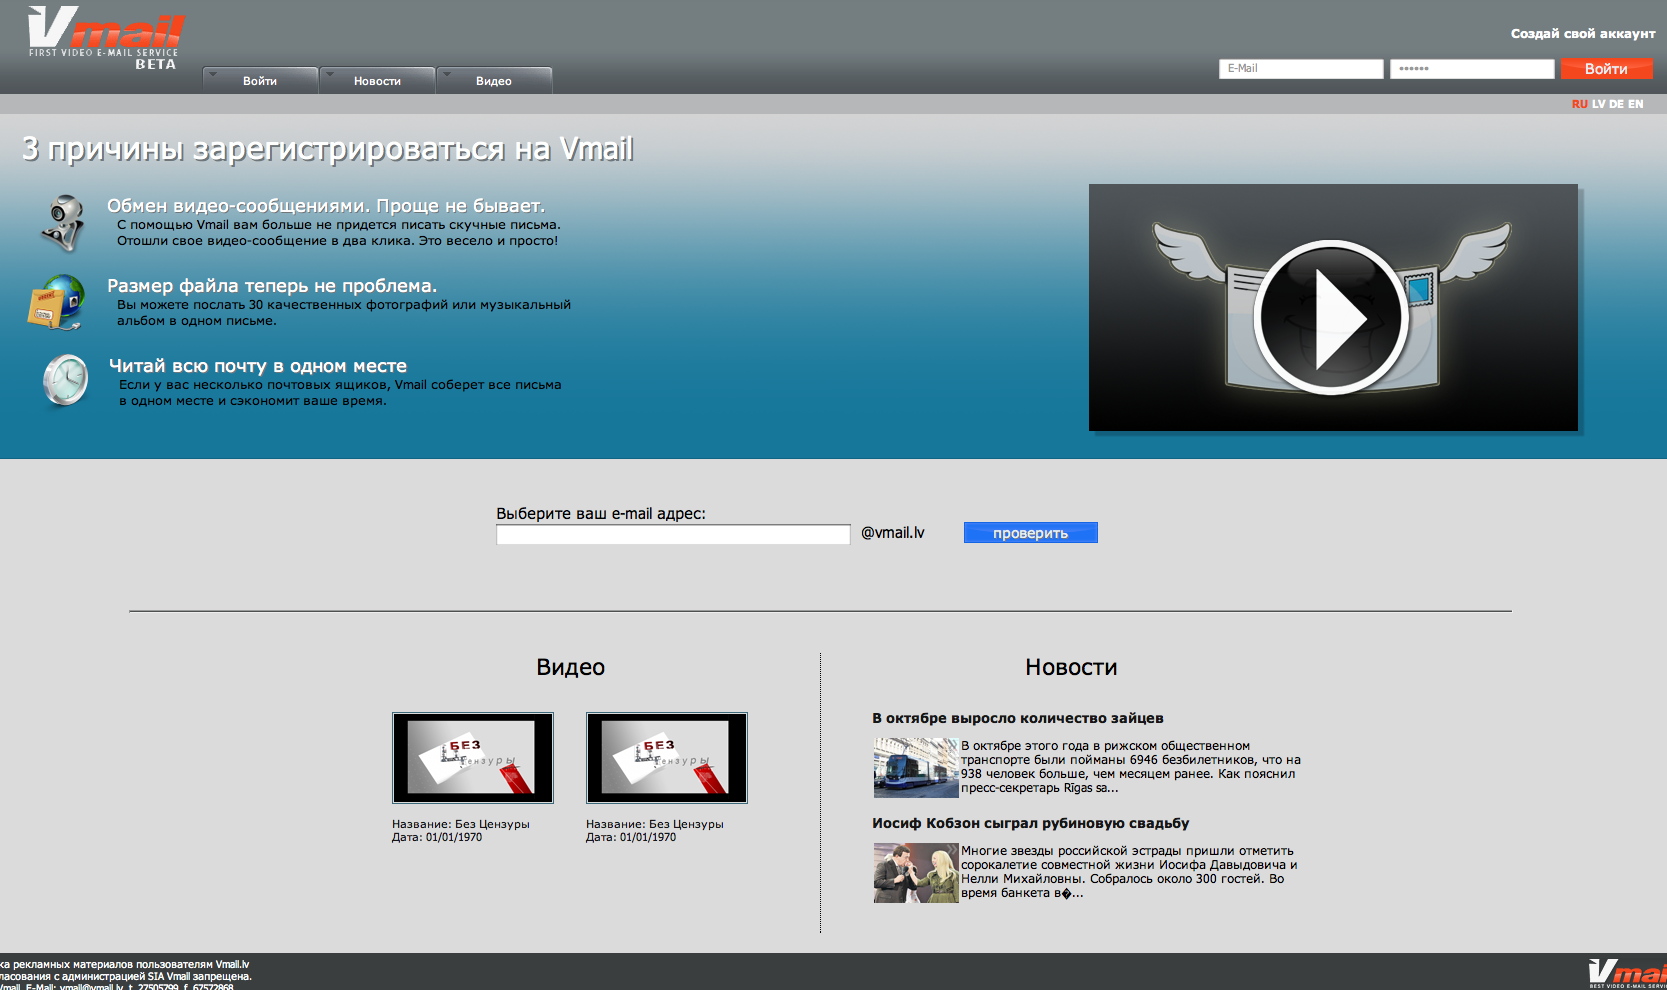 Vmail
FIRST VIDEO E-MAIL SERVICE
BETA
Войти
Новости
Видео
Создай свой аккаунт
E-Mail
••••••
Войти
RU LV DE EN
3 причины зарегистрироваться на Vmail
Обмен видео-сообщениями. Проще не бывает.
С помощью Vmail вам больше не придется писать скучные письма.
Отошли свое видео-сообщение в два клика. Это весело и просто!
Размер файла теперь не проблема.
Вы можете послать 30 качественных фотографий или музыкальный
альбом в одном письме.
Читай всю почту в одном месте
Если у вас несколько почтовых ящиков, Vmail соберет все письма
в одном месте и сэкономит ваше время.
Выберите ваш e-mail адрес:
@vmail.lv
проверить
Видео
БЕЗ
Цензуры
БЕЗ
Цензуры
Название: Без Цензуры
Дата: 01/01/1970
Название: Без Цензуры
Дата: 01/01/1970
Новости
В октябре выросло количество зайцев
В октябре этого года в рижском общественном
транспорте были пойманы 6946 безбилетников, что на
938 человек больше, чем месяцем ранее. Как пояснил
пресс-секретарь Rīgas sa...
Иосиф Кобзон сыграл рубиновую свадьбу
Многие звезды российской эстрады пришли отметить
сорокалетие совместной жизни Иосифа Давыдовича и
Нелли Михайловны. Собралось около 300 гостей. Во
время банкета в�...
ка рекламных материалов пользователям Vmail.lv
ласования с администрацией SIA Vmail запрещена.
Vmail, E-Mail: vmail@vmail.lv, t. 27505799, f. 67572868
Vmail
BEST VIDEO E-MAIL SERVI